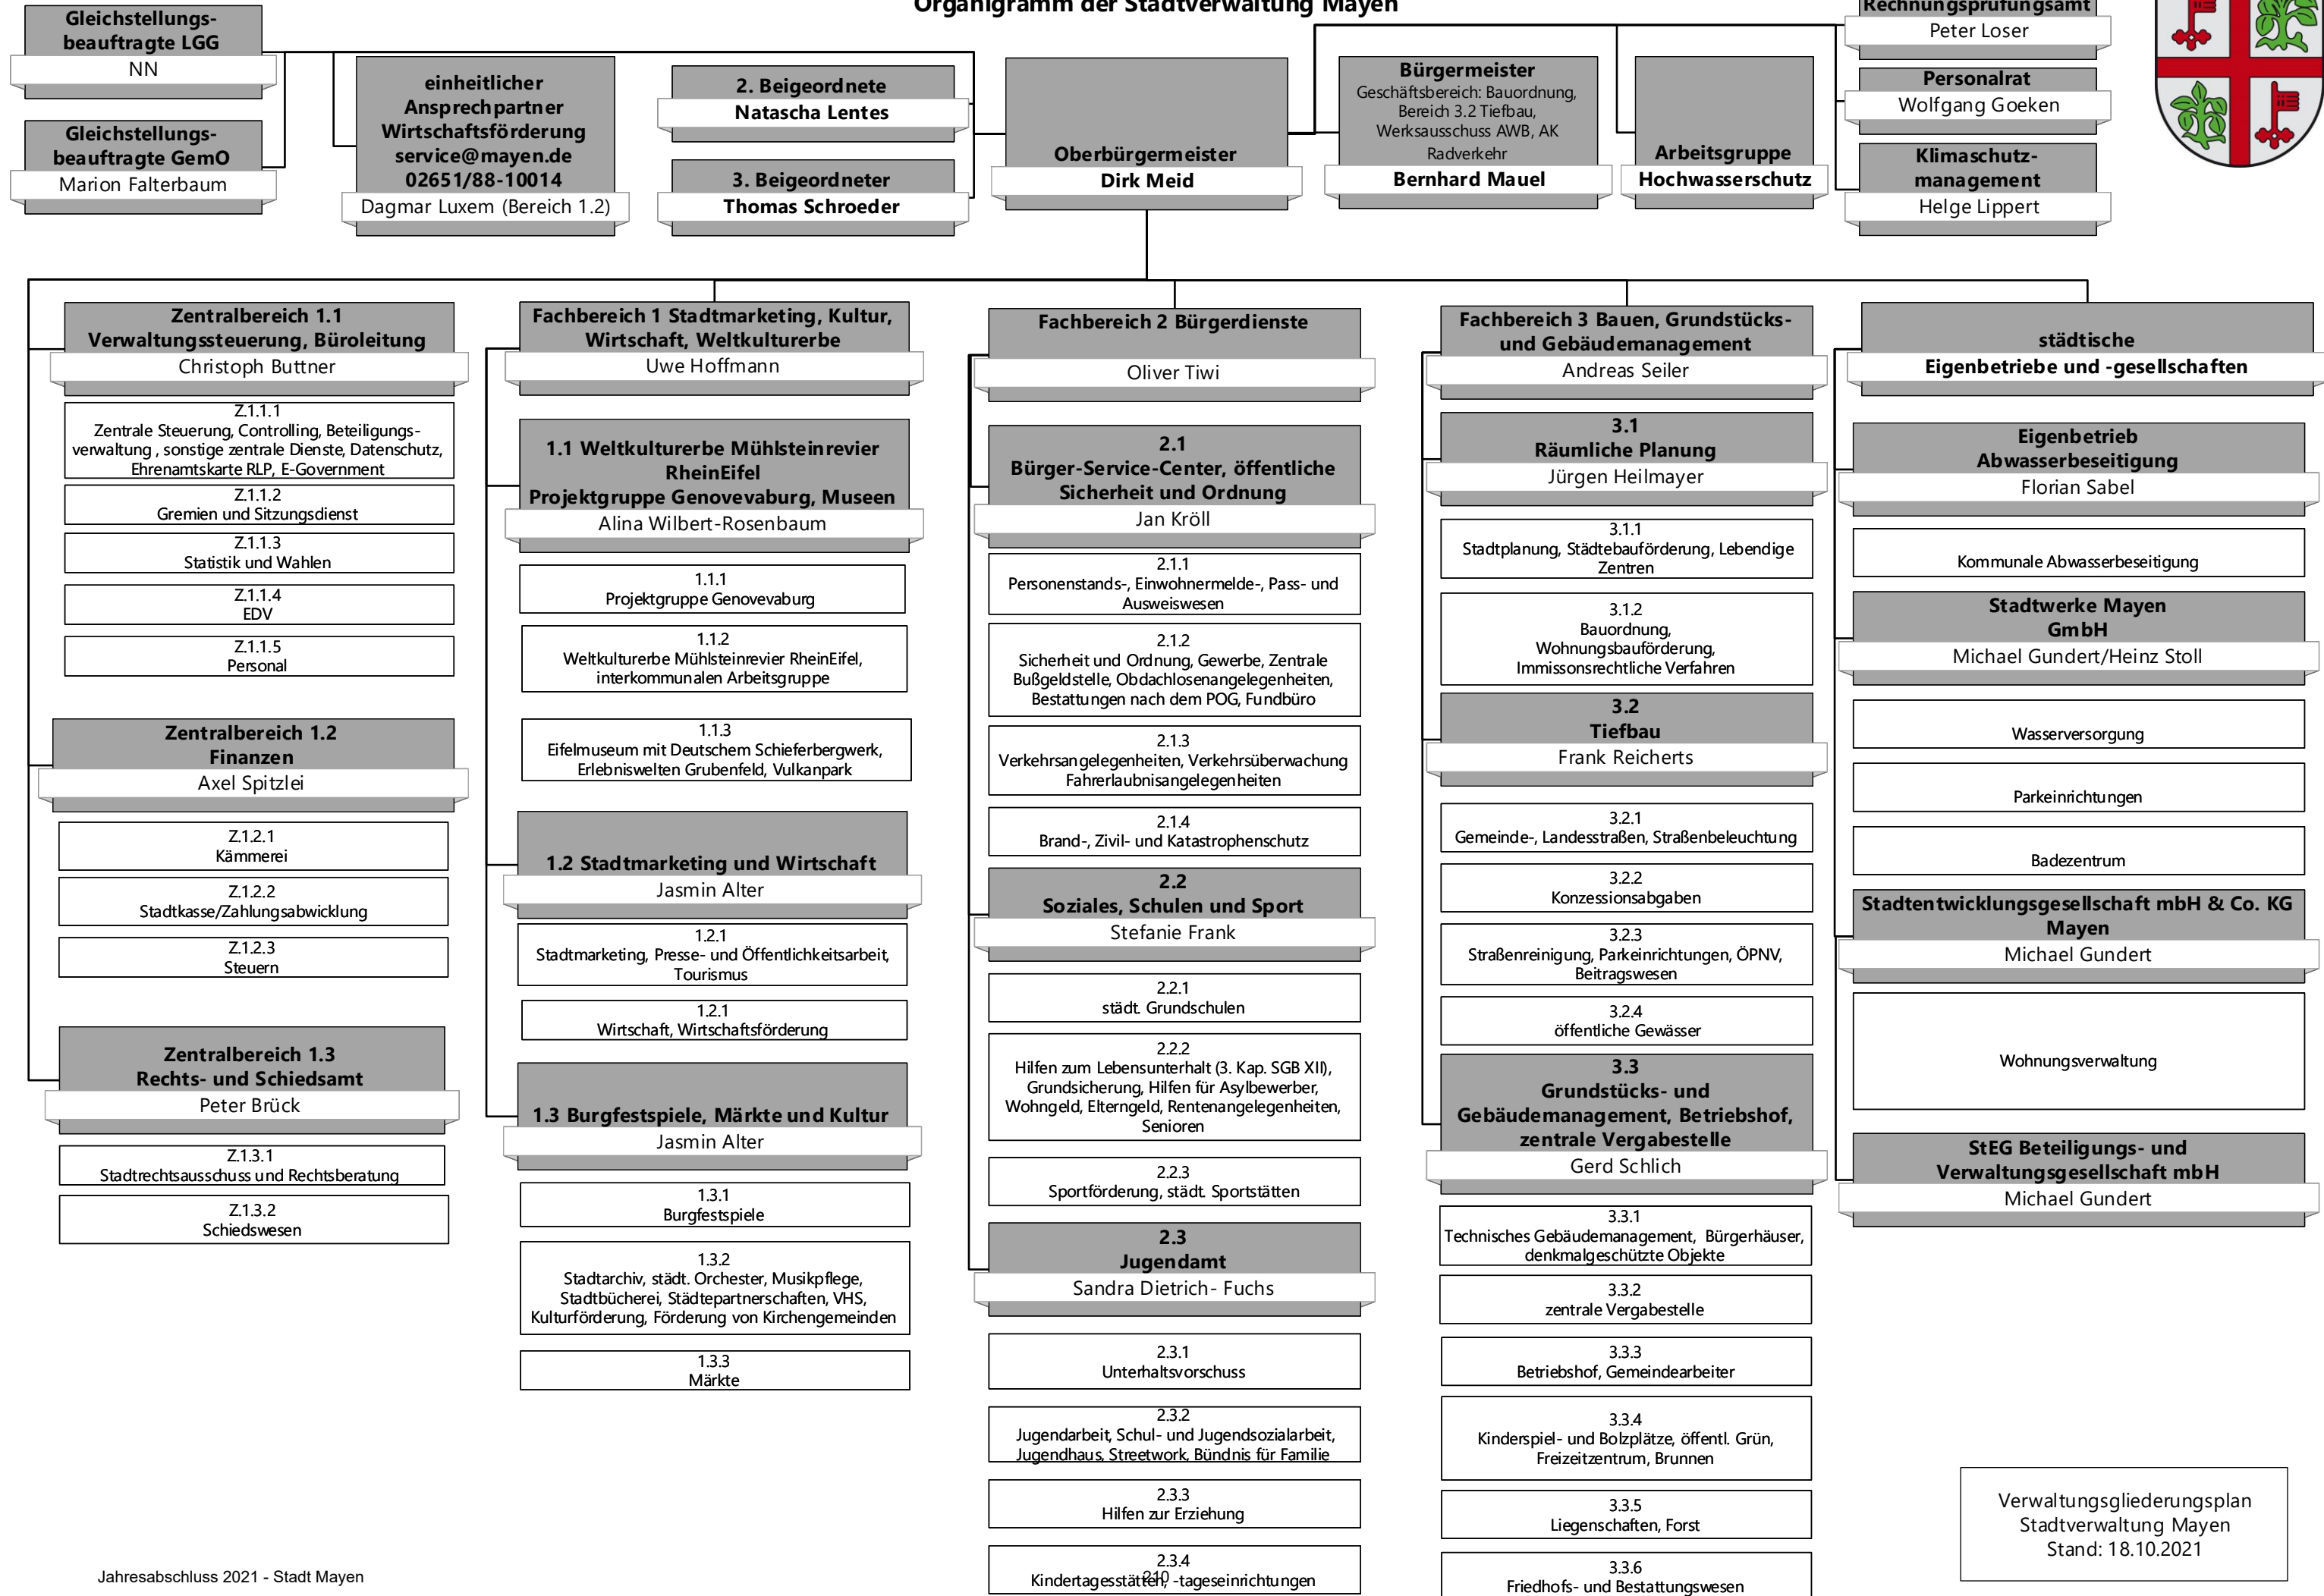 Organigramm der Stadtverwaltung Mayen
Gleichstellungs-
beauftragte LGG
NN
Gleichstellungs-
beauftragte GemO
Marion Falterbaum
einheitlicher
Ansprechpartner
Wirtschaftsförderung
service@mayen.de
02651/88-10014
Dagmar Luxem (Bereich 1.2)
2. Beigeordnete
Natascha Lentes
3. Beigeordneter
Thomas Schroeder
Oberbürgermeister
Dirk Meid
Bürgermeister
Geschäftsbereich: Bauordnung,
Bereich 3.2 Tiefbau,
Werksausschuss AWB, AK
Radverkehr
Bernhard Mauel
Arbeitsgruppe
Hochwasserschutz
Rechnungsprüfungsamt
Peter Loser
Personalrat
Wolfgang Goeken
Klimaschutz-
management
Helge Lippert
Zentralbereich 1.1
Verwaltungssteuerung, Büroleitung
Christoph Buttner
Z.1.1.1
Zentrale Steuerung, Controlling, Beteiligungs-
verwaltung , sonstige zentrale Dienste, Datenschutz,
Ehrenamtskarte RLP, E-Government
Z.1.1.2
Gremien und Sitzungsdienst
Z.1.1.3
Statistik und Wahlen
Z.1.1.4
EDV
Z.1.1.5
Personal
Zentralbereich 1.2
Finanzen
Axel Spitzlei
Z.1.2.1
Kämmerei
Z.1.2.2
Stadtkasse/Zahlungsabwicklung
Z.1.2.3
Steuern
Zentralbereich 1.3
Rechts- und Schiedsamt
Peter Brück
Z.1.3.1
Stadtrechtsausschuss und Rechtsberatung
Z.1.3.2
Schiedswesen
Fachbereich 1 Stadtmarketing, Kultur,
Wirtschaft, Weltkulturerbe
Uwe Hoffmann
1.1 Weltkulturerbe Mühlsteinrevier
RheinEifel
Projektgruppe Genovevaburg, Museen
Alina Wilbert-Rosenbaum
1.1.1
Projektgruppe Genovevaburg
1.1.2
Weltkulturerbe Mühlsteinrevier RheinEifel,
interkommunalen Arbeitsgruppe
1.1.3
Eifelmuseum mit Deutschem Schieferbergwerk,
Erlebniswelten Grubenfeld, Vulkanpark
1.2 Stadtmarketing und Wirtschaft
Jasmin Alter
1.2.1
Stadtmarketing, Presse- und Öffentlichkeitsarbeit,
Tourismus
1.2.1
Wirtschaft, Wirtschaftsförderung
1.3 Burgfestspiele, Märkte und Kultur
Jasmin Alter
1.3.1
Burgfestspiele
1.3.2
Stadtarchiv, städt. Orchester, Musikpflege,
Stadtbücherei, Städtepartnerschaften, VHS,
Kulturförderung, Förderung von Kirchengemeinden
1.3.3
Märkte
Fachbereich 2 Bürgerdienste
Oliver Tiwi
2.1
Bürger-Service-Center, öffentliche
Sicherheit und Ordnung
Jan Kröll
2.1.1
Personenstands-, Einwohnermelde-, Pass- und
Ausweiswesen
2.1.2
Sicherheit und Ordnung, Gewerbe, Zentrale
Bußgeldstelle, Obdachlosenangelegenheiten,
Bestattungen nach dem POG, Fundbüro
2.1.3
Verkehrsangelegenheiten, Verkehrsüberwachung
Fahrerlaubnisangelegenheiten
2.1.4
Brand-, Zivil- und Katastrophenschutz
2.2
Soziales, Schulen und Sport
Stefanie Frank
2.2.1
städt. Grundschulen
2.2.2
Hilfen zum Lebensunterhalt (3. Kap. SGB XII),
Grundsicherung, Hilfen für Asylbewerber,
Wohngeld, Elterngeld, Rentenangelegenheiten,
Senioren
2.2.3
Sportförderung, städt. Sportstätten
2.3
Jugendamt
Sandra Dietrich- Fuchs
2.3.1
Unterhaltsvorschuss
2.3.2
Jugendarbeit, Schul- und Jugendsozialarbeit,
Jugendhaus, Streetwork, Bündnis für Familie
2.3.3
Hilfen zur Erziehung
2.3.4
Kindertagesstätten, -tageseinrichtungen
Fachbereich 3 Bauen, Grundstücks-
und Gebäudemanagement
Andreas Seiler
3.1
Räumliche Planung
Jürgen Heilmayer
3.1.1
Stadtplanung, Städtebauförderung, Lebendige
Zentren
3.1.2
Bauordnung,
Wohnungsbauförderung,
Immissonsrechtliche Verfahren
3.2
Tiefbau
Frank Reicherts
3.2.1
Gemeinde-, Landesstraßen, Straßenbeleuchtung
3.2.2
Konzessionsabgaben
3.2.3
Straßenreinigung, Parkeinrichtungen, ÖPNV,
Beitragswesen
3.2.4
öffentliche Gewässer
3.3
Grundstücks- und
Gebäudemanagement, Betriebshof,
zentrale Vergabestelle
Gerd Schlich
3.3.1
Technisches Gebäudemanagement, Bürgerhäuser,
denkmalgeschützte Objekte
3.3.2
zentrale Vergabestelle
3.3.3
Betriebshof, Gemeindearbeiter
3.3.4
Kinderspiel- und Bolzplätze, öffentl. Grün,
Freizeitzentrum, Brunnen
3.3.5
Liegenschaften, Forst
3.3.6
Friedhofs- und Bestattungswesen
städtische
Eigenbetriebe und -gesellschaften
Eigenbetrieb
Abwasserbeseitigung
Florian Sabel
Kommunale Abwasserbeseitigung
Stadtwerke Mayen
GmbH
Michael Gundert/Heinz Stoll
Wasserversorgung
Parkeinrichtungen
Badezentrum
Stadtentwicklungsgesellschaft mbH & Co. KG
Mayen
Michael Gundert
Wohnungsverwaltung
StEG Beteiligungs- und
Verwaltungsgesellschaft mbH
Michael Gundert
Verwaltungsgliederungsplan
Stadtverwaltung Mayen
Stand: 18.10.2021
Jahresabschluss 2021 - Stadt Mayen
210